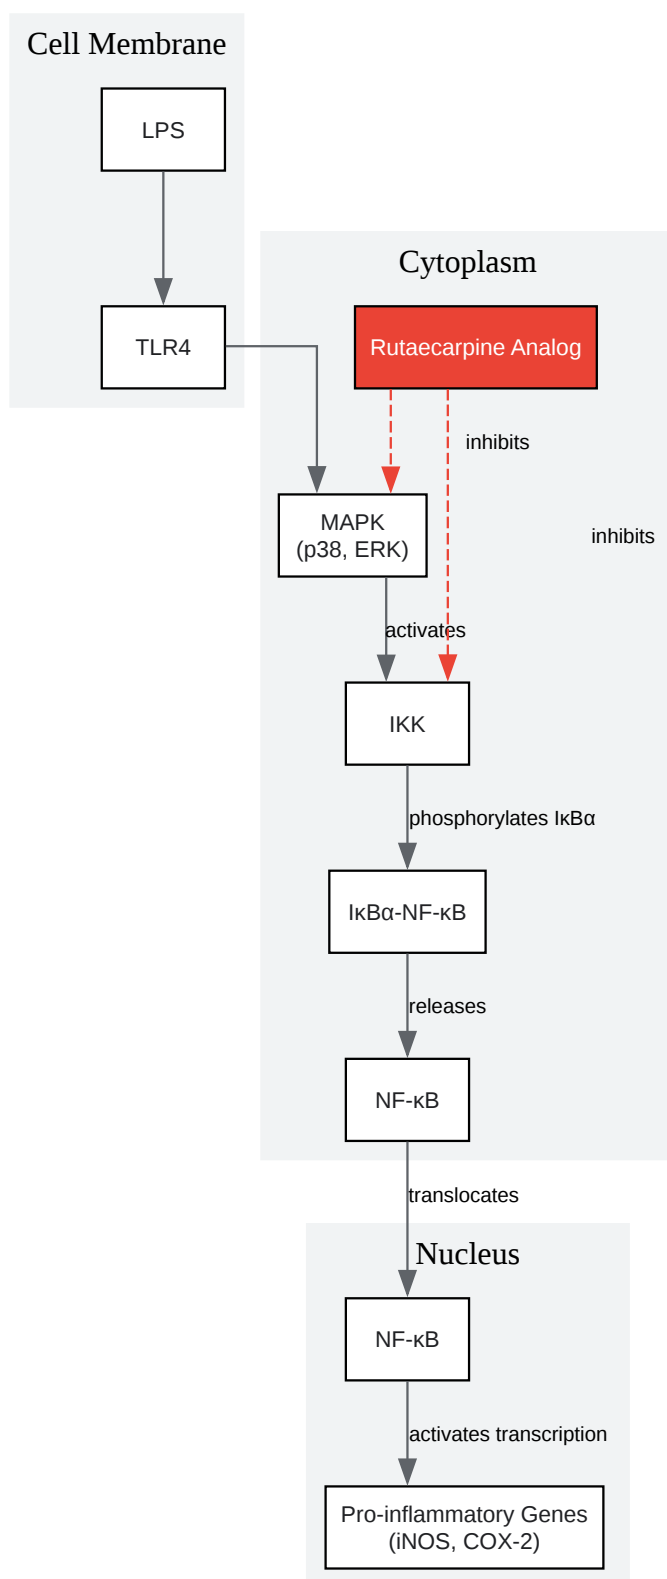 Cell Membrane
LPS
Cytoplasm
TLR4
Rutaecarpine Analog
inhibits
MAPK
(p38, ERK)
inhibits
activates
IKK
phosphorylates IκBα
IκBα-NF-κB
releases
NF-κB
translocates
Nucleus
NF-κB
activates transcription
Pro-inflammatory Genes
(iNOS, COX-2)